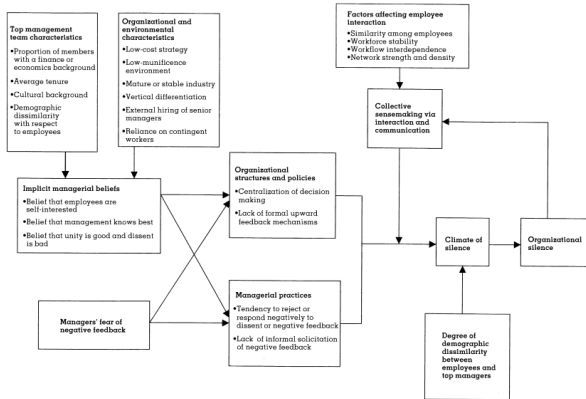 Top management
team characteristics
•Proportion of members
with a finance or
economics background
•Average tenure
•Cultural background
•Demographic
dissimilarity
with respect
to employees
Organizational and
environmental
characteristics
•Low-cost strategy
•Low-munificence
environment
•Mature or stable industry
•Vertical differentiation
•External hiring of senior
managers
•Reliance on contingent
workers
Factors affecting employee
interaction
•Similarity among employees
•Workforce stability
•Workflow interdependence
•Network strength and density
Collective
sensemaking via
interaction and
communication
Implicit managerial beliefs
•Belief that employees are
self-interested
•Belief that management knows best
•Belief that unity is good and dissent
is bad
Organizational
structures and policies
•Centralization of decision
making
•Lack of formal upward
feedback mechanisms
Climate of
silence
Organizational
silence
Managers' fear of
negative feedback
Managerial practices
•Tendency to reject or
respond negatively to
dissent or negative feedback
•Lack of informal solicitation
of negative feedback
Degree of
demographic
dissimilarity
between
employees and
top managers